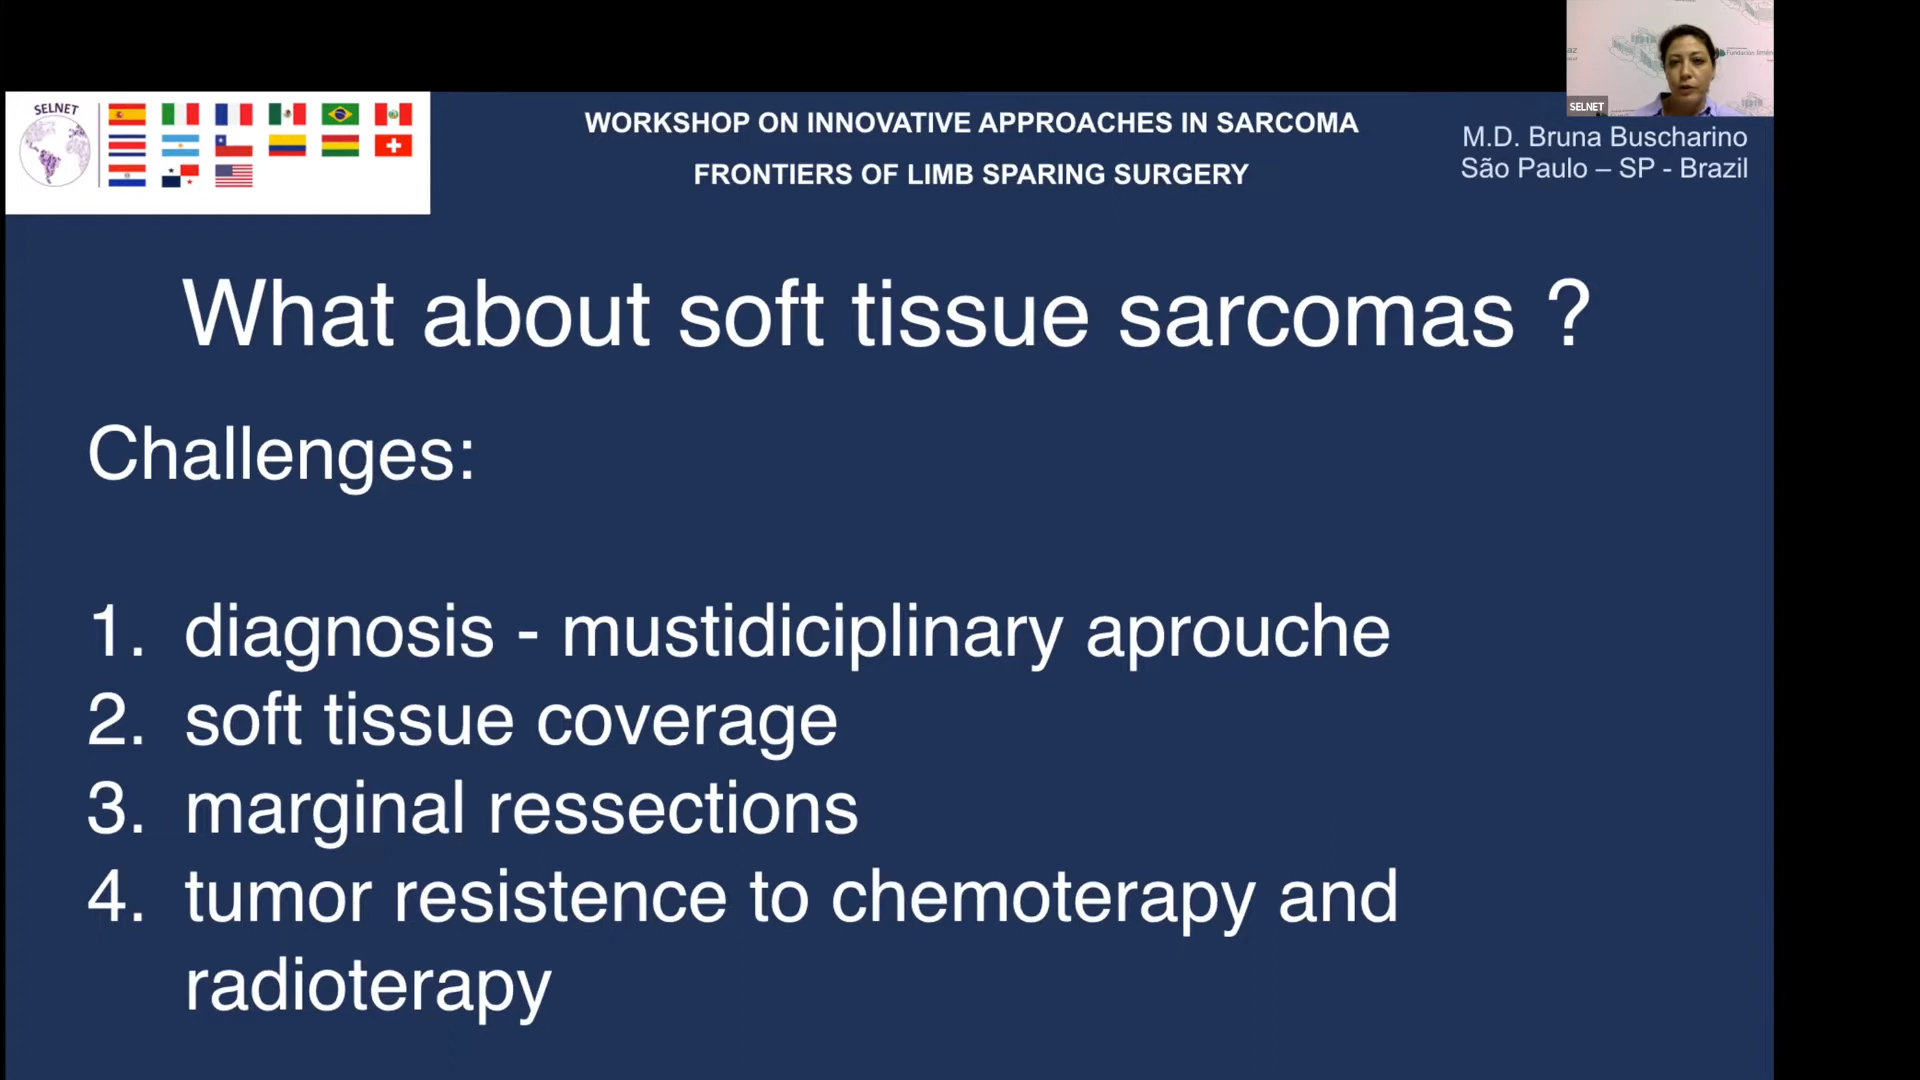 SELNET
WORKSHOP ON INNOVATIVE APPROACHES IN SARCOMA
FRONTIERS OF LIMB SPARING SURGERY
SELNET
M.D. Bruna Buscharino
São Paulo – SP - Brazil
What about soft tissue sarcomas ?
Challenges:
1. diagnosis - mustidiciplinary aprouche
2. soft tissue coverage
3. marginal ressections
4. tumor resistence to chemoterapy and
radioterapy